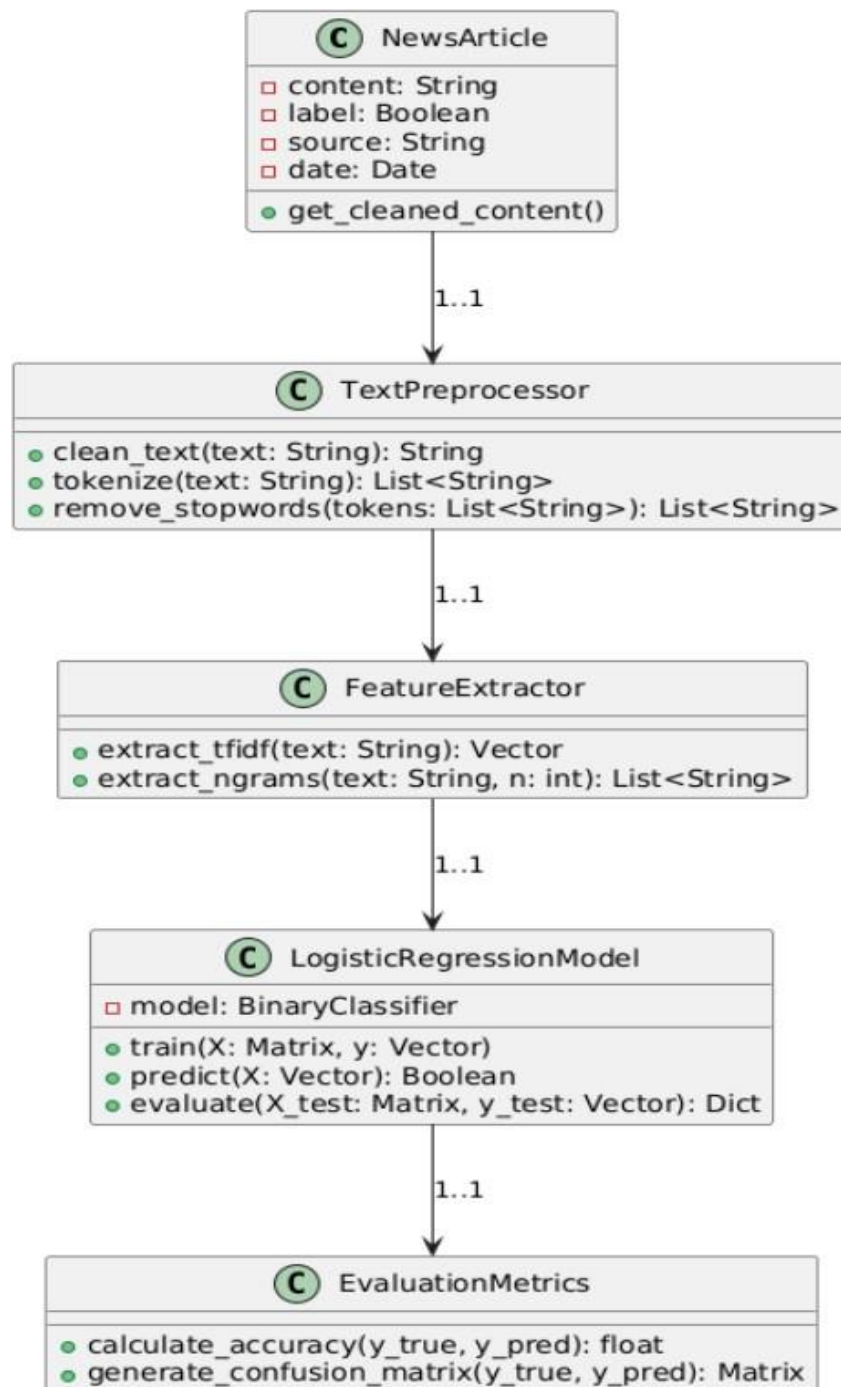 C NewsArticle
content: String
label: Boolean
source: String
date: Date
get_cleaned_content()
1..1
C TextPreprocessor
clean_text(text: String): String
tokenize(text: String): List<String>
remove_stopwords(tokens: List<String>): List<String>
1..1
C FeatureExtractor
extract_tfidf(text: String): Vector
extract_ngrams(text: String, n: int): List<String>
1..1
C LogisticRegressionModel
model: BinaryClassifier
train(X: Matrix, y: Vector)
predict(X: Vector): Boolean
evaluate(X_test: Matrix, y_test: Vector): Dict
1..1
C EvaluationMetrics
calculate_accuracy(y_true, y_pred): float
generate_confusion_matrix(y_true, y_pred): Matrix